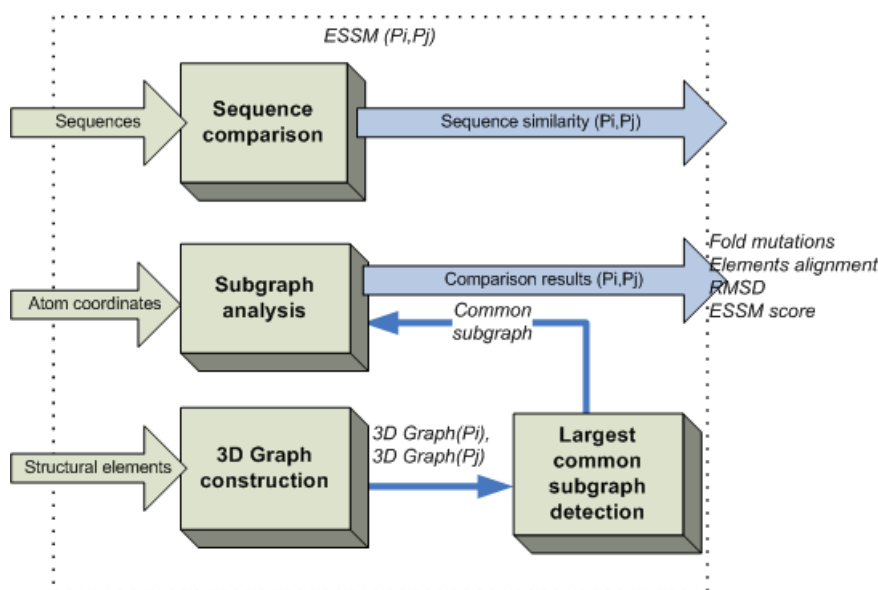 ESSM (Pi,Pj)
Sequences
Sequence
comparison
Sequence similarity (Pi,Pj)
Atom coordinates
Subgraph
analysis
Comparison results (Pi,Pj)
Fold mutations
Elements alignment
RMSD
ESSM score
Common
subgraph
Structural elements
3D Graph
construction
3D Graph(Pi),
3D Graph(Pj)
Largest
common
subgraph
detection